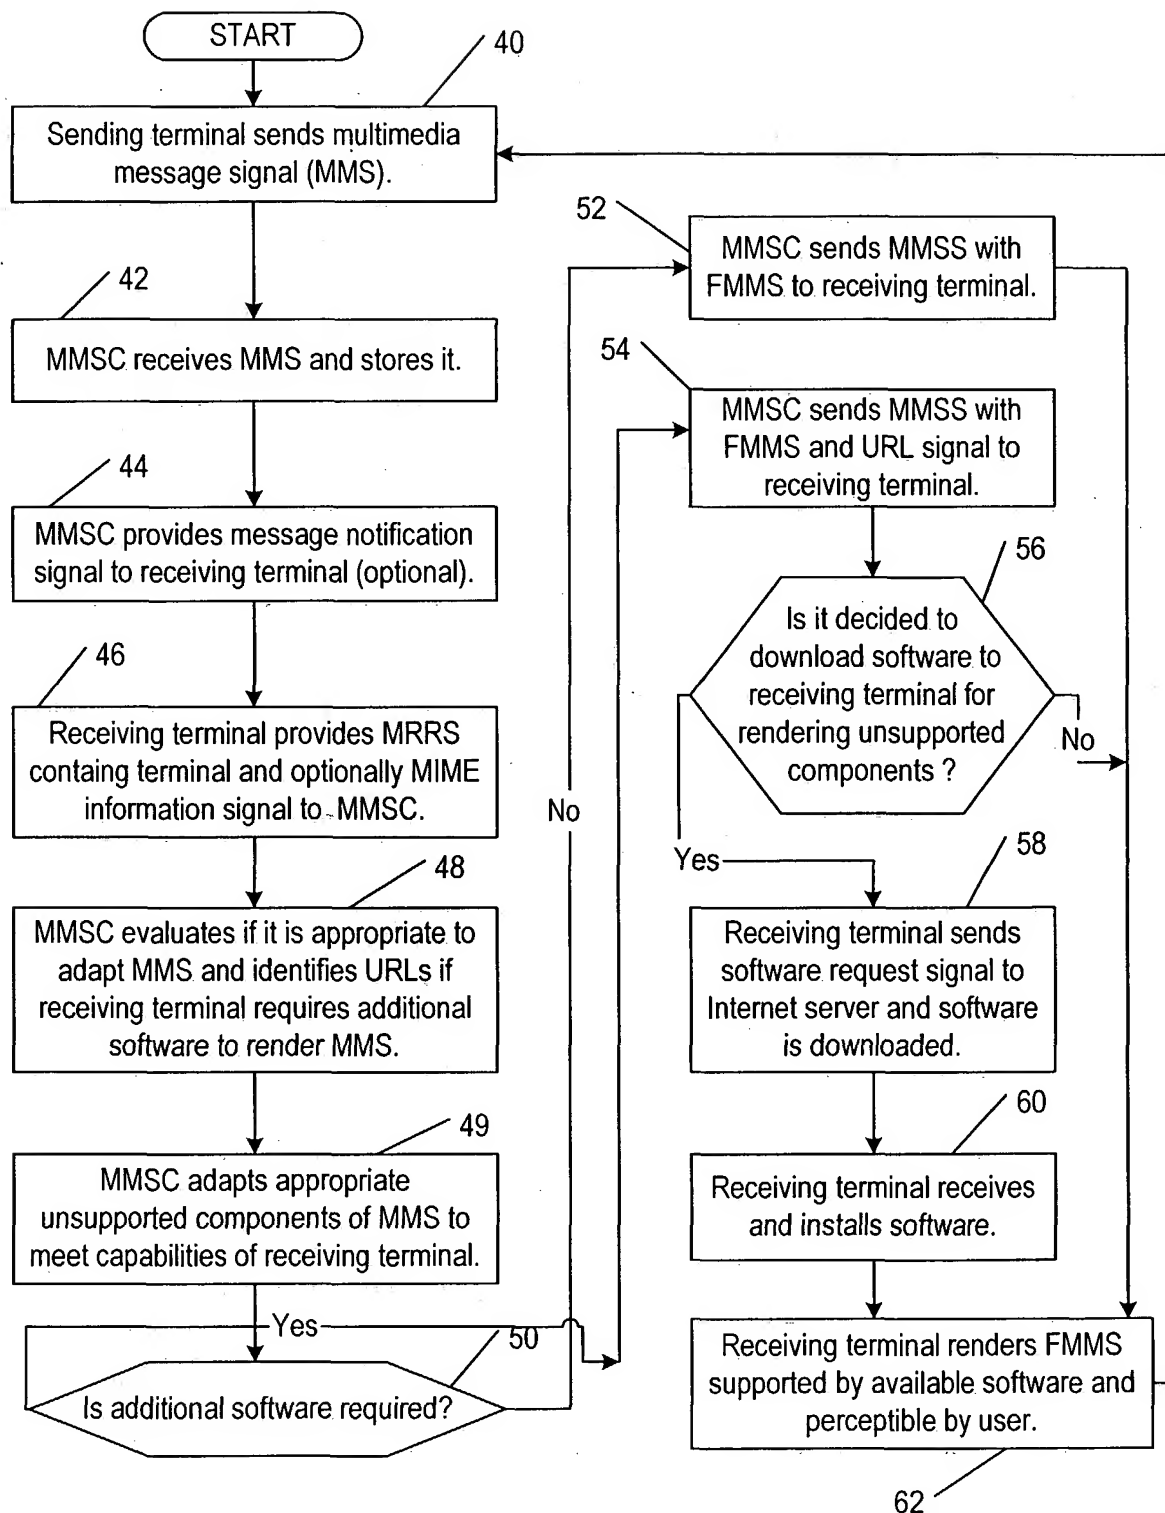 START
40
Sending terminal sends multimedia
message signal (MMS).
42
MMSC receives MMS and stores it.
44
MMSC provides message notification
signal to receiving terminal (optional).
46
Receiving terminal provides MRRS
containg terminal and optionally MIME
information signal to MMSC.
48
MMSC evaluates if it is appropriate to
adapt MMS and identifies URLs if
receiving terminal requires additional
software to render MMS.
49
MMSC adapts appropriate
unsupported components of MMS to
meet capabilities of receiving terminal.
Yes
50
Is additional software required?
No
52
MMSC sends MMSS with
FMMS to receiving terminal.
54
MMSC sends MMSS with
FMMS and URL signal to
receiving terminal.
56
Is it decided to
download software to
receiving terminal for
rendering unsupported
components ?
No
Yes
58
Receiving terminal sends
software request signal to
Internet server and software
is downloaded.
60
Receiving terminal receives
and installs software.
Receiving terminal renders FMMS
supported by available software and
perceptible by user.
62